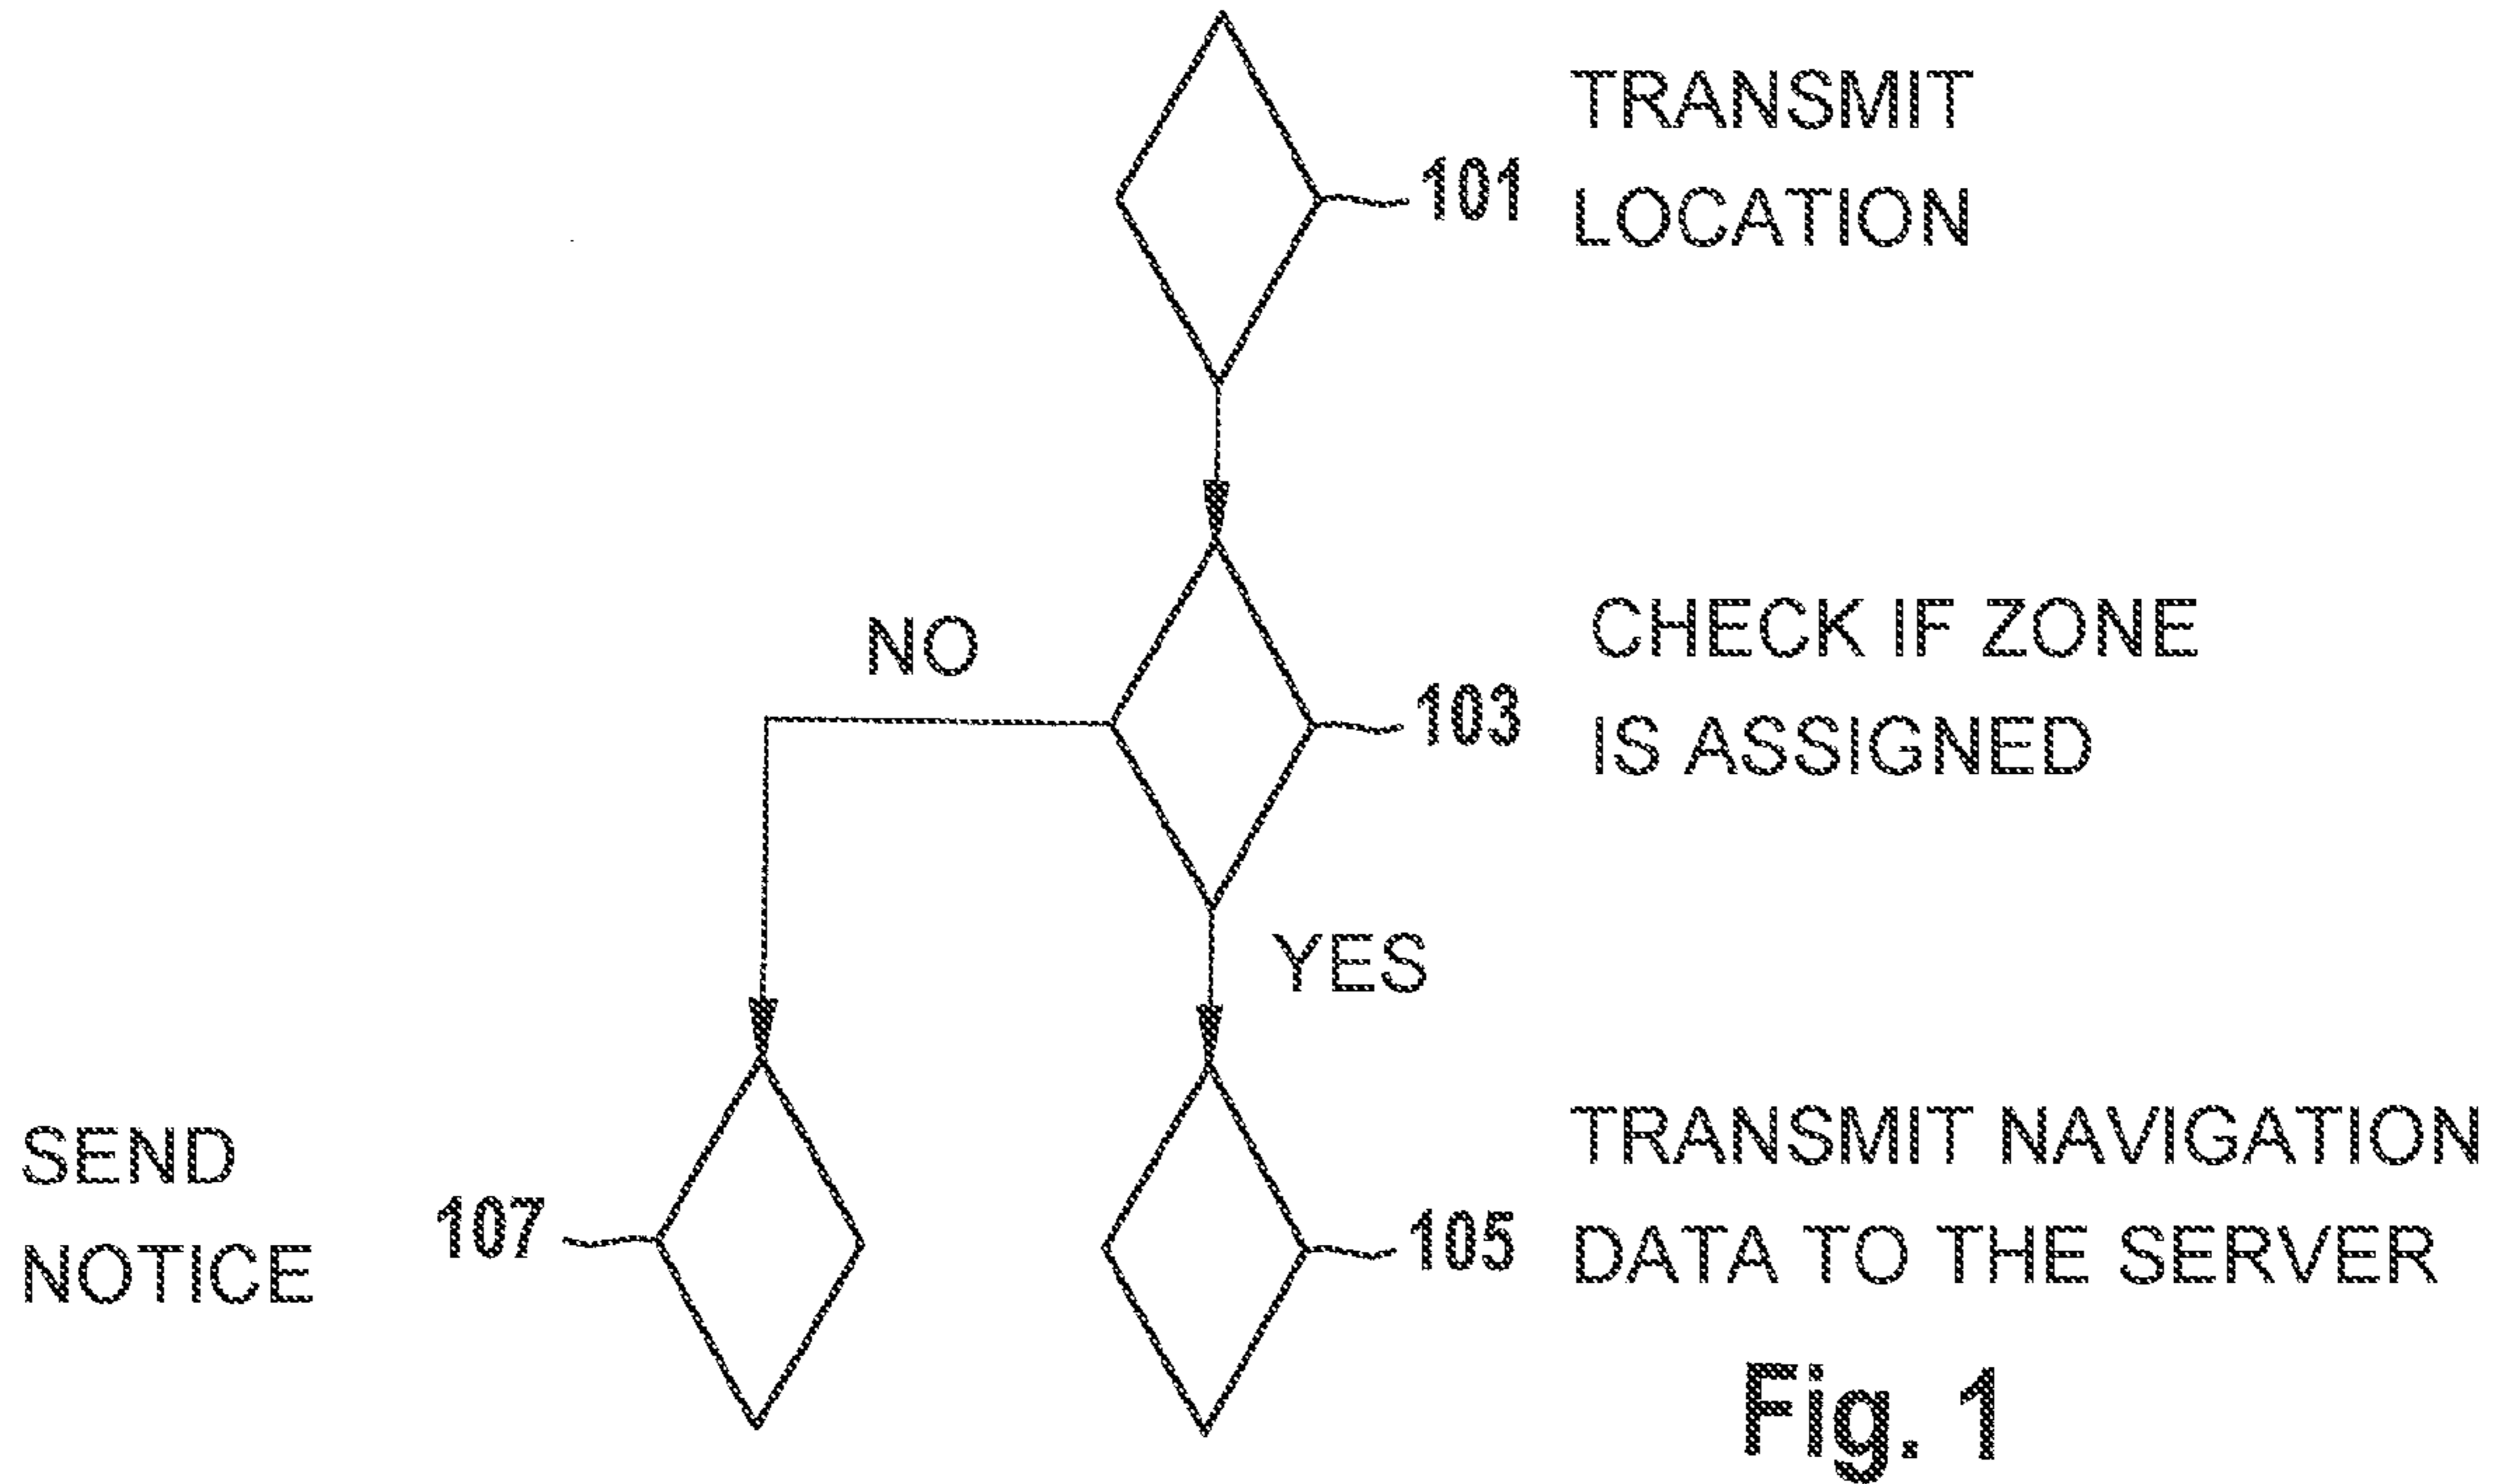 TRANSMIT
LOCATION
101
NO
CHECK IF ZONE
IS ASSIGNED
103
YES
SEND
NOTICE
107
105
TRANSMIT NAVIGATION
DATA TO THE SERVER
Fig. 1